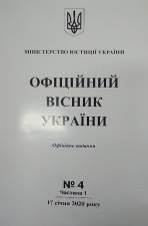 МІНІСТЕРСТВО ЮСТИЦІЇ УКРАЇНИ
ОФІЦІЙНИЙ
ВІСНИК
УКРАЇНИ
Офіційне видання
№ 4
Частина 1
17 січня 2020 року